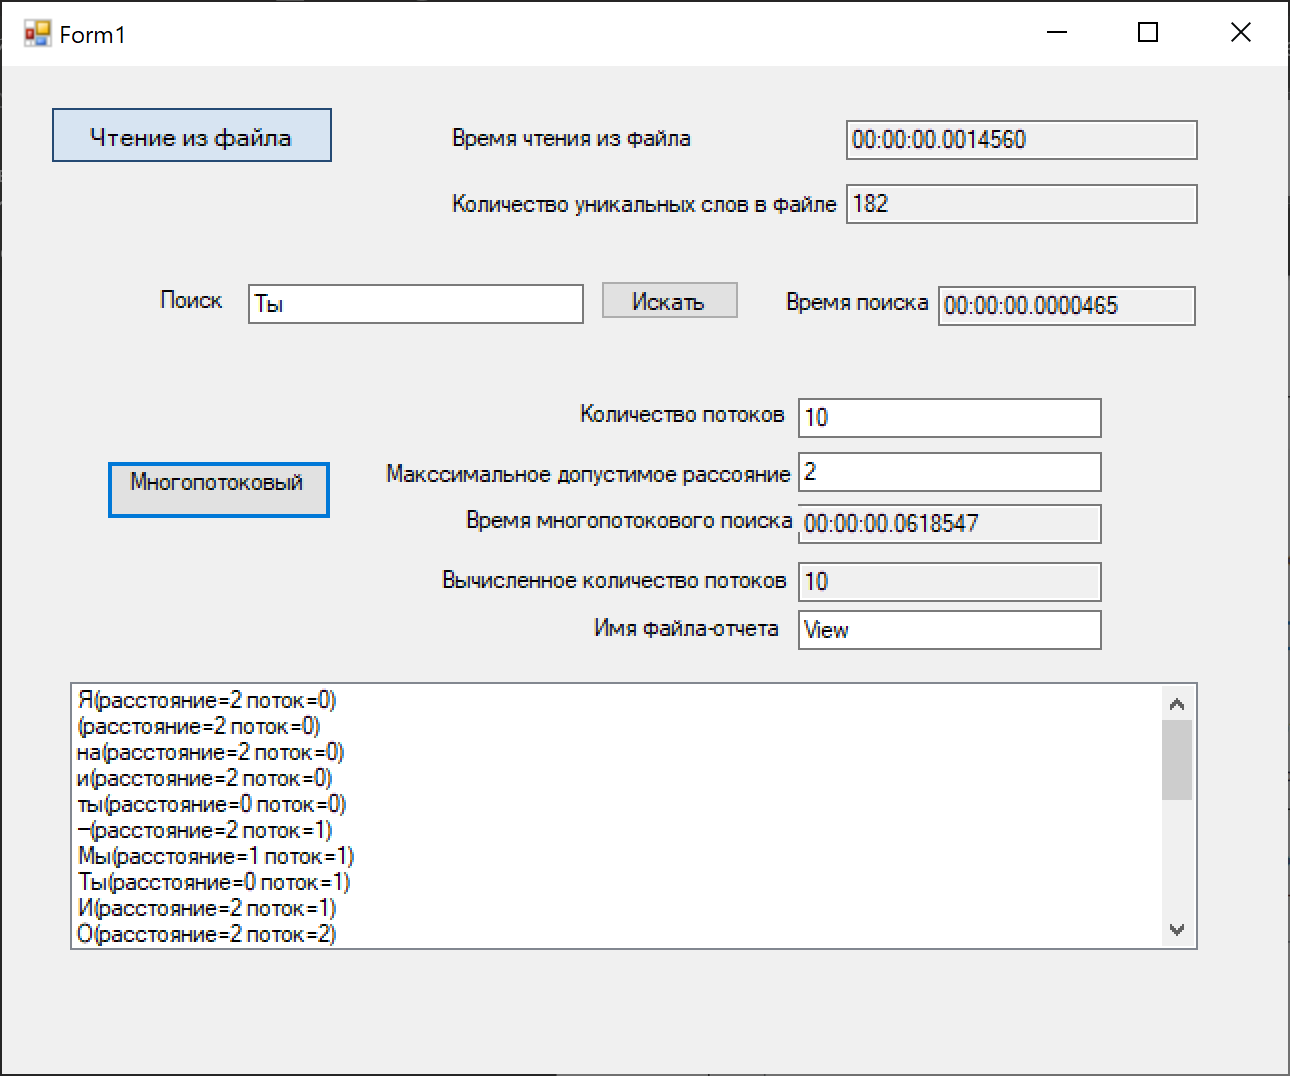 Form1
Чтение из файла
Время чтения из файла 00:00:00.0014560
Количество уникальных слов в файле 182
Поиск Ты Искать Время поиска 00:00:00.0000465
Количество потоков 10
Многопотоковый
Макссимальное допустимое рассояние 2
Время многопотокового поиска 00:00:00.0618547
Вычисленное количество потоков 10
Имя файла-отчета View
Я(расстояние=2 поток=0)
(расстояние=2 поток=0)
на(расстояние=2 поток=0)
и(расстояние=2 поток=0)
ты(расстояние=0 поток=0)
–(расстояние=2 поток=1)
Мы(расстояние=1 поток=1)
Ты(расстояние=0 поток=1)
И(расстояние=2 поток=1)
О(расстояние=2 поток=2)